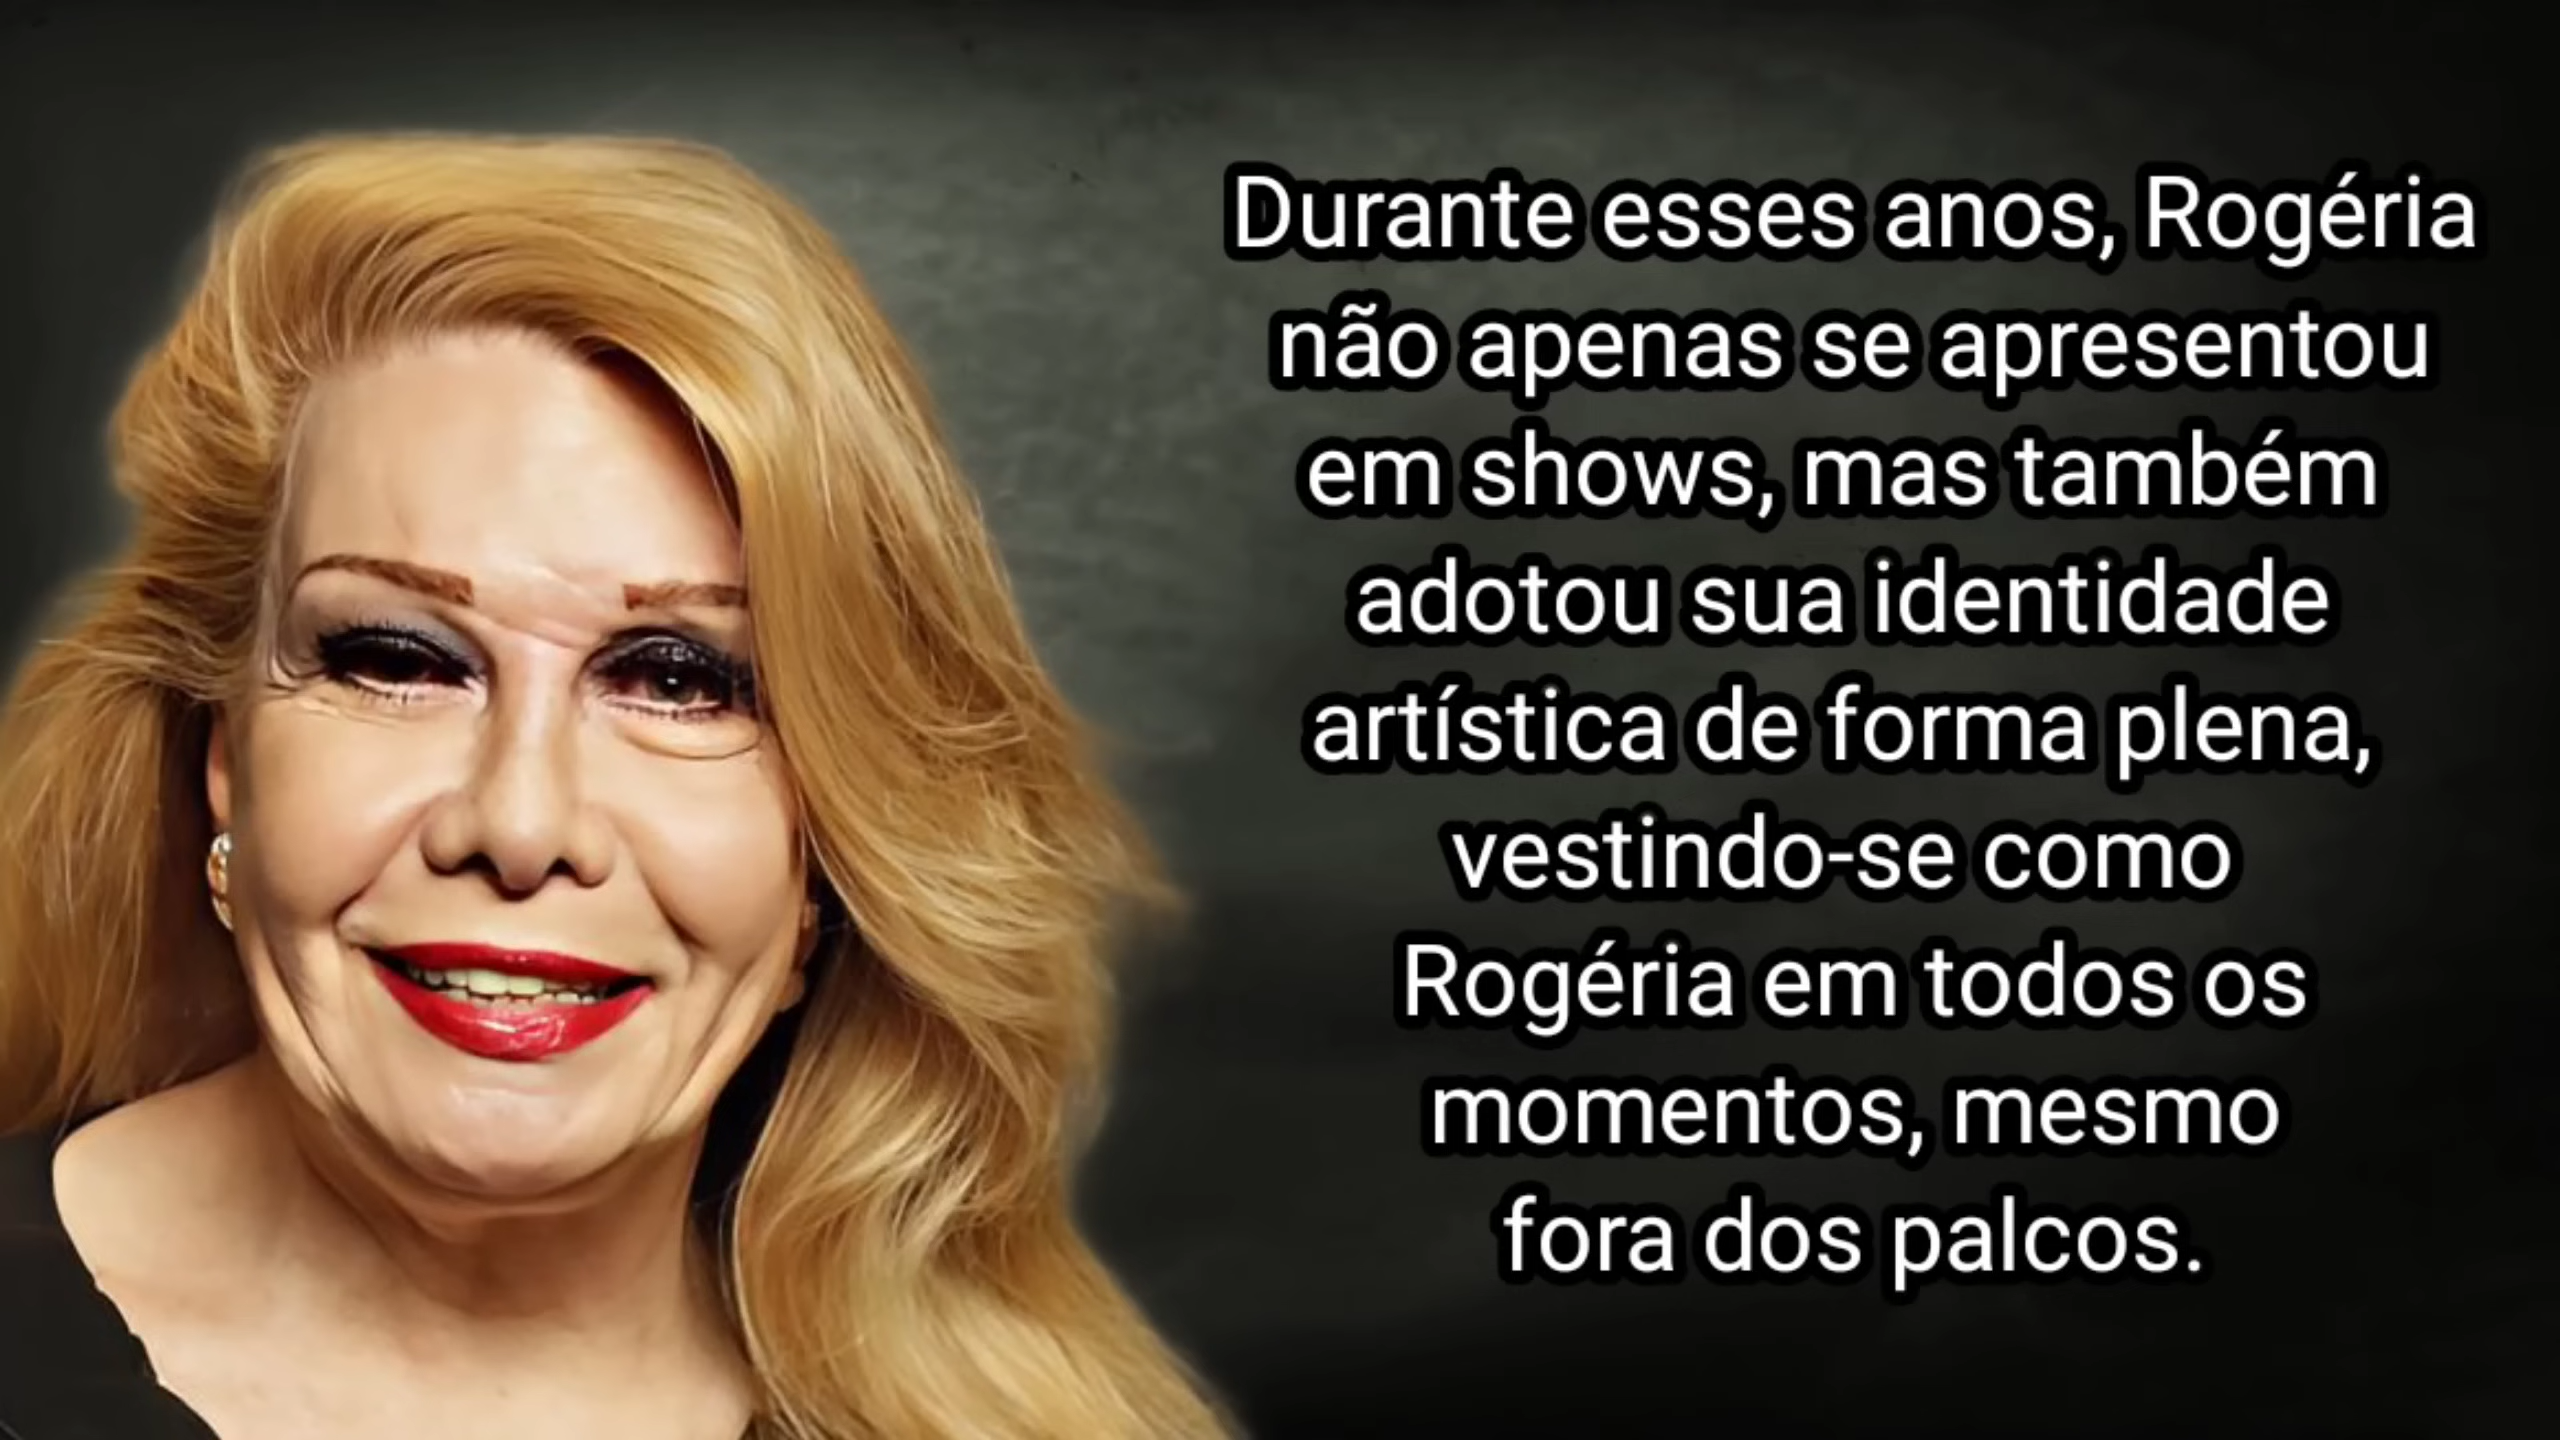 Durante esses anos, Rogéria
não apenas se apresentou
em shows, mas também
adotou sua identidade
artística de forma plena,
vestindo-se como
Rogéria em todos os
momentos, mesmo
fora dos palcos.